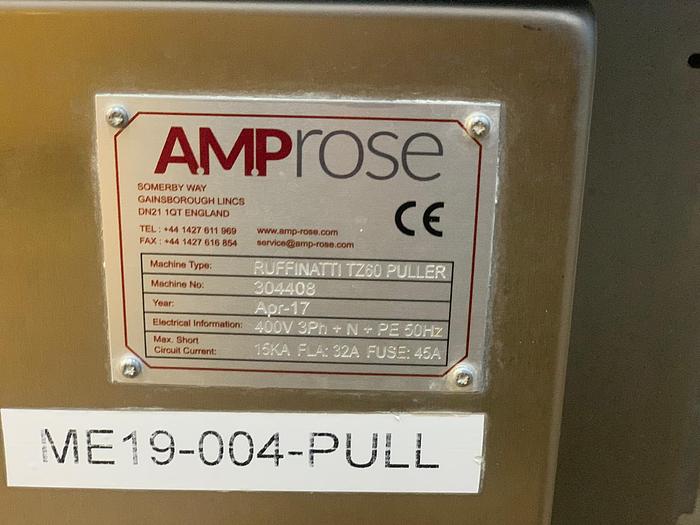 A.M.Prose
SOMERBY WAY
GAINSBOROUGH LINCS
DN21 1QT ENGLAND
TEL : +44 1427 611 969 www.amp-rose.com
FAX : +44 1427 616 854 service@amp-rose.com
CE
Machine Type: RUFFINATTI TZ60 PULLER
Machine No: 304408
Year: Apr-17
Electrical Information: 400V 3Ph + N + PE 50Hz
Max. Short
Circuit Current: 15KA FLA: 32A FUSE: 45A
ME19-004-PULL